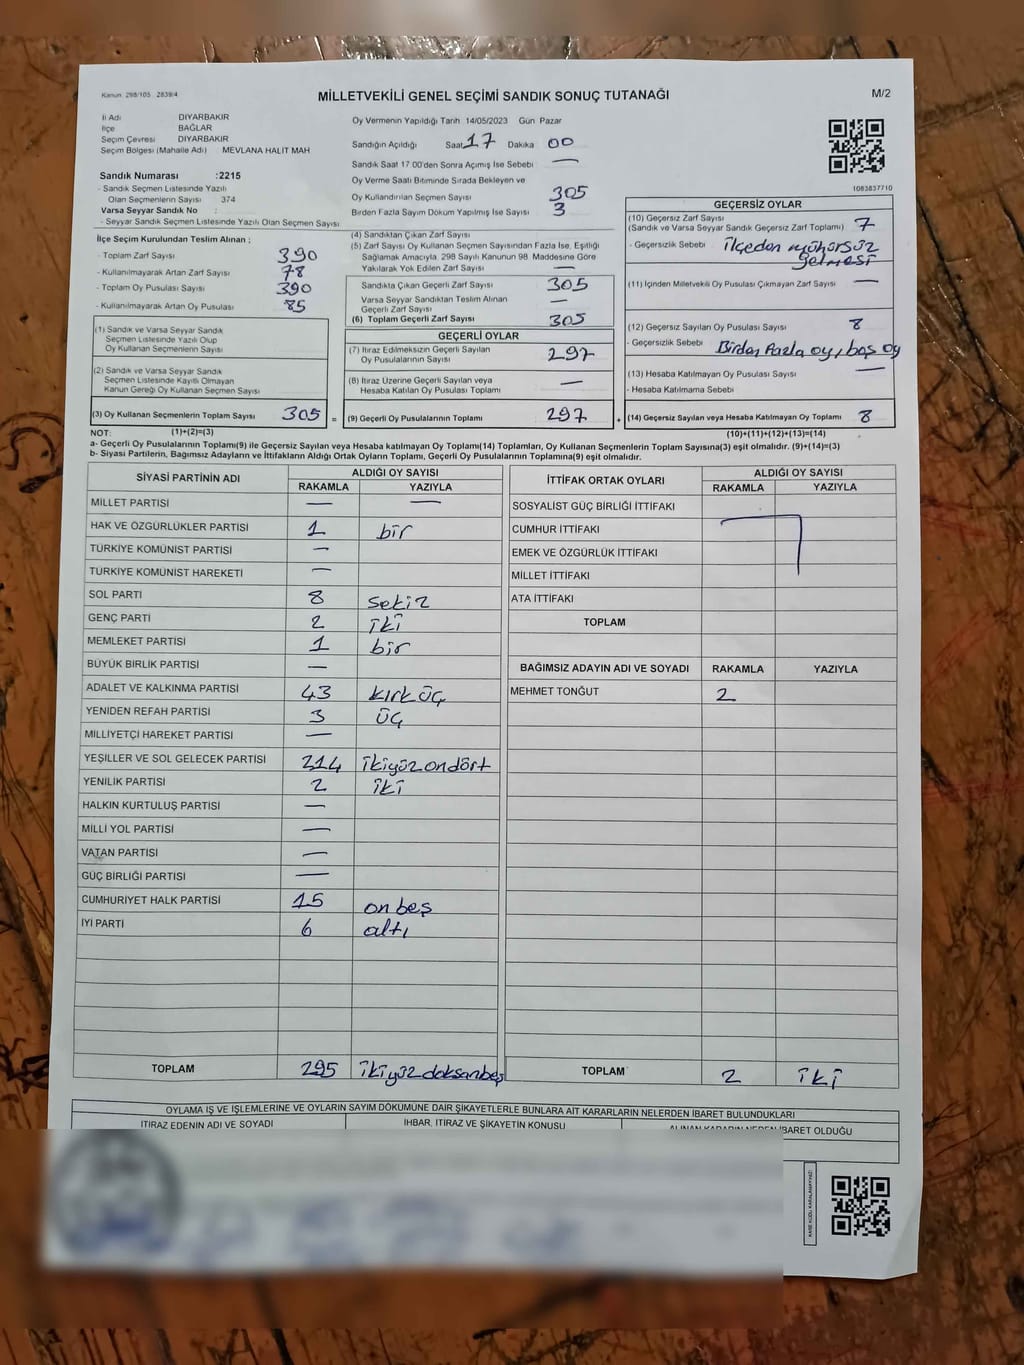 Kanun: 298/105 2839/4
MİLLETVEKİLİ GENEL SEÇİMİ SANDIK SONUÇ TUTANAĞI
M/2
İl Adı DİYARBAKIR
İlçe BAĞLAR
Seçim Çevresi DİYARBAKIR
Seçim Bölgesi (Mahalle Adı) MEVLANA HALİT MAH
Sandık Numarası :2215
- Sandık Seçmen Listesinde Yazılı
Olan Seçmenlerin Sayısı : 374
Varsa Seyyar Sandık No :
- Seyyar Sandık Seçmen Listesinde Yazılı Olan Seçmen Sayısı :
Oy Vermenin Yapıldığı Tarih 14/05/2023 Gün Pazar
Sandığın Açıldığı Saat 17 Dakika 00
Sandık Saat 17 00'den Sonra Açımış İse Sebebi —
Oy Verme Saati Bitiminde Sırada Bekleyen ve
Oy Kullandırılan Seçmen Sayısı 305
Birden Fazla Sayım Döküm Yapılmış İse Sayısı 3
1083837710
İlçe Seçim Kurulundan Teslim Alınan ;
- Toplam Zarf Sayısı 390
- Kullanılmayarak Artan Zarf Sayısı 78
- Toplam Oy Pusulası Sayısı 390
- Kullanılmayarak Artan Oy Pusulası 85
(4) Sandıktan Çıkan Zarf Sayısı
(5) Zarf Sayısı Oy Kullanan Seçmen Sayısından Fazla İse, Eşitliği
Sağlamak Amacıyla, 298 Sayılı Kanunun 98. Maddesine Göre
Yakılarak Yok Edilen Zarf Sayısı —
Sandıkta Çıkan Geçerli Zarf Sayısı 305
Varsa Seyyar Sandıktan Teslim Alınan
Geçerli Zarf Sayısı —
(6) Toplam Geçerli Zarf Sayısı 305
GEÇERSİZ OYLAR
(10) Geçersiz Zarf Sayısı 7
(Sandık ve Varsa Seyyar Sandık Geçersiz Zarf Toplamı)
- Geçersizlik Sebebi ilçeden mühürsüz
gelmesi
(11) İçinden Milletvekili Oy Pusulası Çıkmayan Zarf Sayısı —
(12) Geçersiz Sayılan Oy Pusulası Sayısı 8
- Geçersizlik Sebebi Birden fazla oy, boş oy
(13) Hesaba Katılmayan Oy Pusulası Sayısı —
- Hesaba Katılmama Sebebi
(1) Sandık ve Varsa Seyyar Sandık
Seçmen Listesinde Yazılı Olup
Oy Kullanan Seçmenlerin Sayısı
(2) Sandık ve Varsa Seyyar Sandık
Seçmen Listesinde Kayıtlı Olmayan
Kanun Gereği Oy Kullanan Seçmen Sayısı
GEÇERLİ OYLAR
(7) İtiraz Edilmeksizin Geçerli Sayılan
Oy Pusulalarının Sayısı 297
(8) İtiraz Üzerine Geçerli Sayılan veya
Hesaba Katılan Oy Pusulası Toplamı —
(3) Oy Kullanan Seçmenlerin Toplam Sayısı 305 = (9) Geçerli Oy Pusulalarının Toplamı 297 + (14) Geçersiz Sayılan veya Hesaba Katılmayan Oy Toplamı 8
NOT: (1)+(2)=(3) (10)+(11)+(12)+(13)=(14)
a- Geçerli Oy Pusulalarının Toplamı(9) ile Geçersiz Sayılan veya Hesaba katılmayan Oy Toplamı(14) Toplamları, Oy Kullanan Seçmenlerin Toplam Sayısına(3) eşit olmalıdır. (9)+(14)=(3)
b- Siyasi Partilerin, Bağımsız Adayların ve İttifakların Aldığı Ortak Oyların Toplamı, Geçerli Oy Pusulalarının Toplamına(9) eşit olmalıdır.
SİYASİ PARTİNİN ADI ALDIĞI OY SAYISI
RAKAMLA YAZIYLA
MİLLET PARTİSİ — —
HAK VE ÖZGÜRLÜKLER PARTİSİ 1 bir
TÜRKİYE KOMÜNİST PARTİSİ —
TÜRKİYE KOMÜNİST HAREKETİ —
SOL PARTİ 8 sekiz
GENÇ PARTİ 2 iki
MEMLEKET PARTİSİ 1 bir
BÜYÜK BİRLİK PARTİSİ —
ADALET VE KALKINMA PARTİSİ 43 kırk üç
YENİDEN REFAH PARTİSİ 3 üç
MİLLİYETÇİ HAREKET PARTİSİ —
YEŞİLLER VE SOL GELECEK PARTİSİ 214 ikiyüzondört
YENİLİK PARTİSİ 2 iki
HALKIN KURTULUŞ PARTİSİ —
MİLLİ YOL PARTİSİ —
VATAN PARTİSİ —
GÜÇ BİRLİĞİ PARTİSİ —
CUMHURİYET HALK PARTİSİ 15 onbeş
İYİ PARTİ 6 altı
TOPLAM 295 ikiyüzdoksanbeş
İTTİFAK ORTAK OYLARI ALDIĞI OY SAYISI
RAKAMLA YAZIYLA
SOSYALİST GÜÇ BİRLİĞİ İTTİFAKI
CUMHUR İTTİFAKI
EMEK VE ÖZGÜRLÜK İTTİFAKI
MİLLET İTTİFAKI
ATA İTTİFAKI
TOPLAM
BAĞIMSIZ ADAYIN ADI VE SOYADI RAKAMLA YAZIYLA
MEHMET TONĞUT 2
TOPLAM 2 iki
OYLAMA İŞ VE İŞLEMLERİNE VE OYLARIN SAYIM DÖKÜMÜNE DAİR ŞİKAYETLERLE BUNLARA AİT KARARLARIN NELERDEN İBARET BULUNDUKLARI
İTİRAZ EDENİN ADI VE SOYADI İHBAR, İTİRAZ VE ŞİKAYETİN KONUSU ALINAN KARARIN NEDEN İBARET OLDUĞU